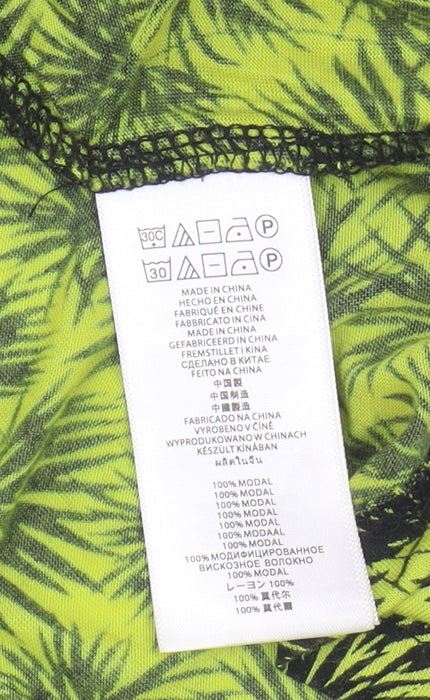 30C P
30 P
MADE IN CHINA
HECHO EN CHINA
FABRIQUÉ EN CHINE
FABBRICATO IN CINA
MADE IN CHINA
GEFABRICEERD IN CHINA
FREMSTILLET I KINA
СДЕЛАНО В КИТАЕ
FEITO NA CHINA
中国製
中国制造
中國製造
FABRICADO NA CHINA
VYROBENO V ČÍNĚ
WYPRODUKOWANO W CHINACH
KÉSZÜLT KÍNÁBAN
ผลิตในจีน
100% MODAL
100% MODAL
100% MODAL
100% MODAL
100% MODAL
100% MODAAL
100% MODAL
100% МОДИФИЦИРОВАННОЕ
ВИСКОЗНОЕ ВОЛОКНО
100% MODAL
レーヨン 100%
100% 莫代尔
100% 莫代爾